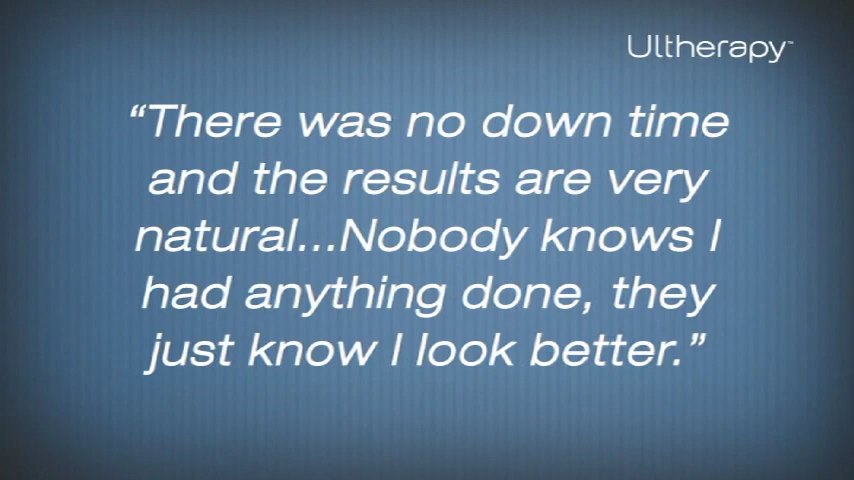 Ultherapy™
“There was no down time
and the results are very
natural...Nobody knows I
had anything done, they
just know I look better.”